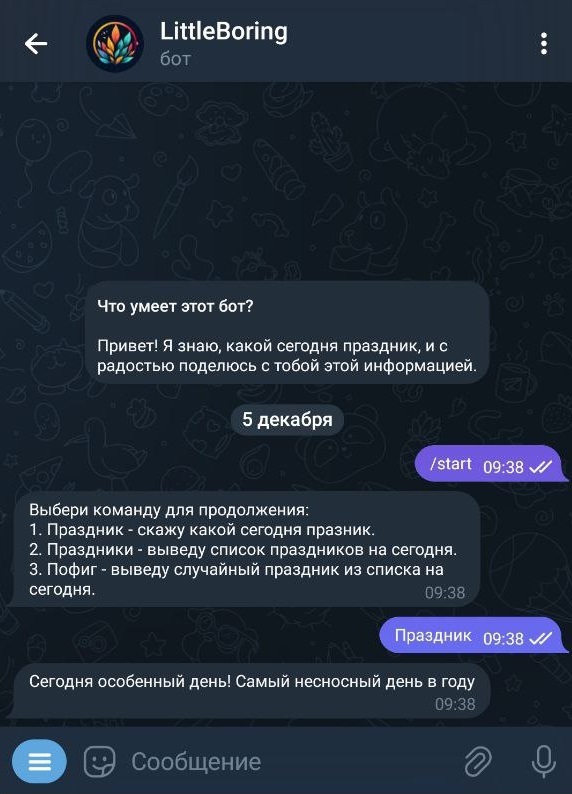 LittleBoring
бот
Что умеет этот бот?
Привет! Я знаю, какой сегодня праздник, и с
радостью поделюсь с тобой этой информацией.
5 декабря
/start 09:38
Выбери команду для продолжения:
1. Праздник - скажу какой сегодня празник.
2. Праздники - выведу список праздников на сегодня.
3. Пофиг - выведу случайный праздник из списка на
сегодня.
09:38
Праздник 09:38
Сегодня особенный день! Самый несносный день в году
09:38
Сообщение